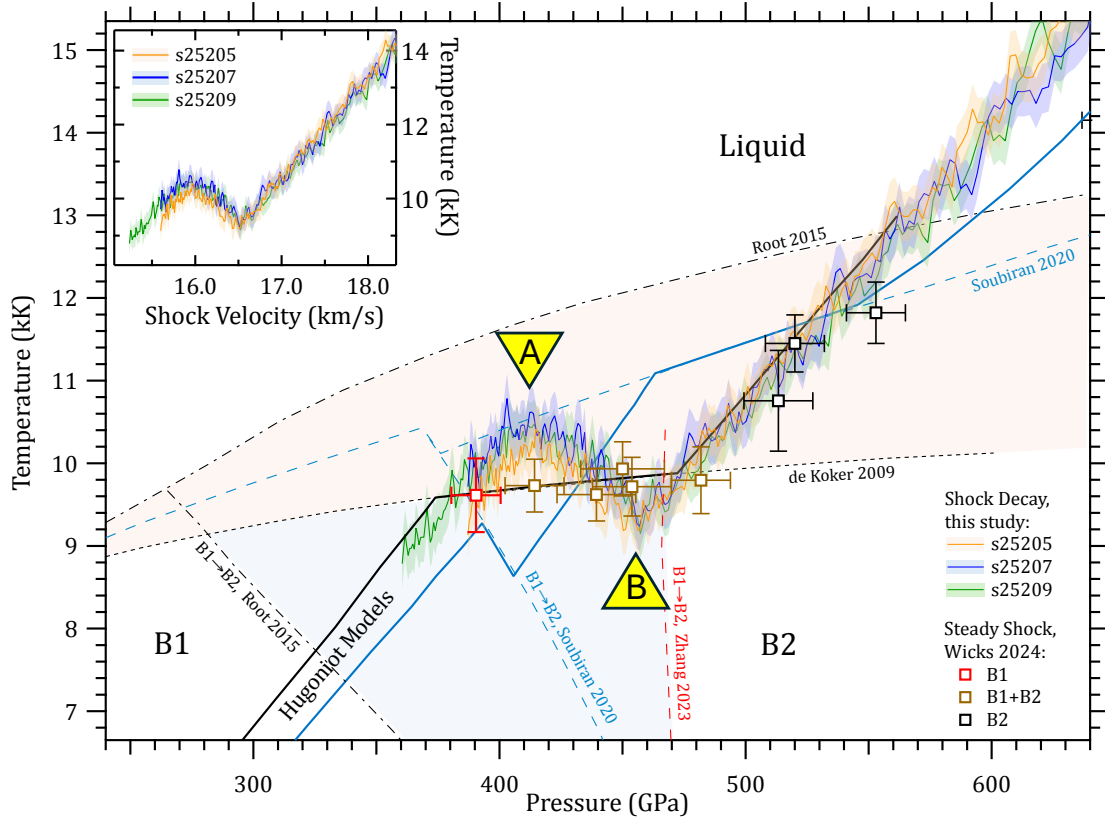 s25205
s25207
s25209
14
12
10
Temperature (kK)
16.0
17.0
18.0
Shock Velocity (km/s)
15
14
13
12
11
10
9
8
7
Temperature (kK)
300
400
500
600
Pressure (GPa)
Liquid
Root 2015
Soubiran 2020
A
de Koker 2009
B
B1→B2, Root 2015
Hugoniot Models
B1→B2, Soubiran 2020
B1→B2, Zhang 2023
B1
B2
Shock Decay,
this study:
s25205
s25207
s25209
Steady Shock,
Wicks 2024:
B1
B1+B2
B2